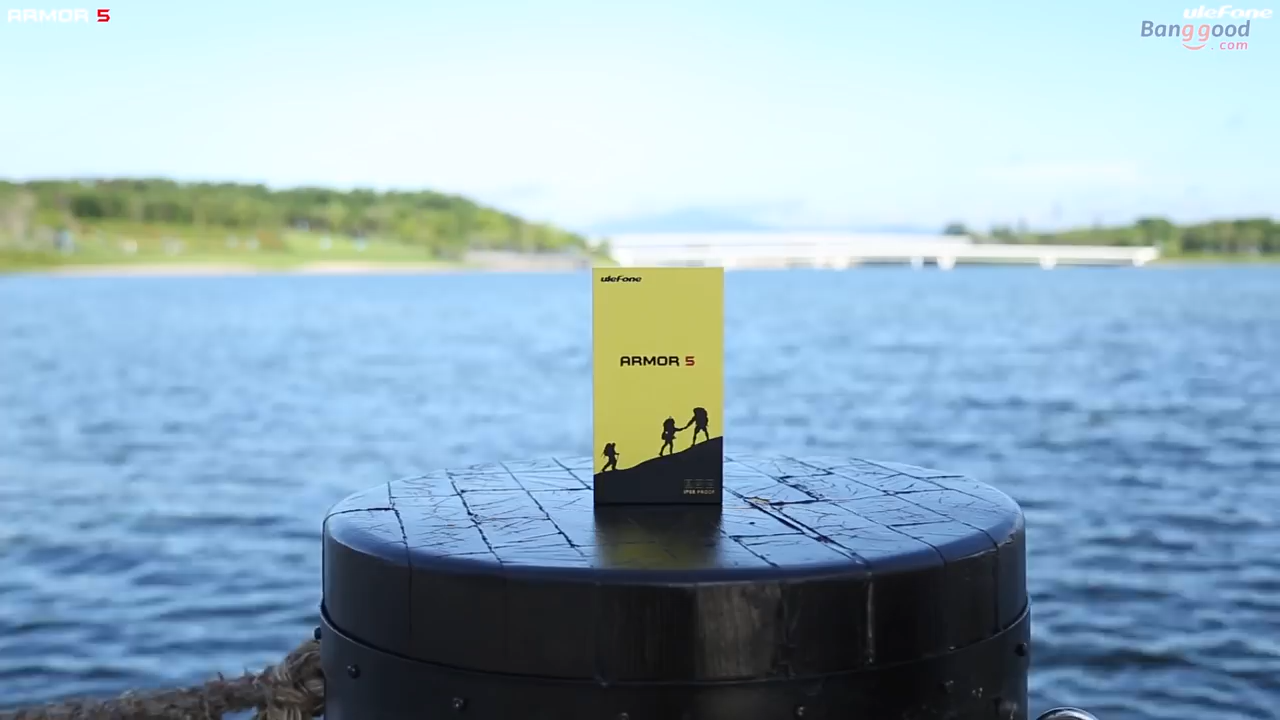 ARMOR 5
uleFone
Banggood
.com
uleFone
ARMOR 5
IP68 PROOF